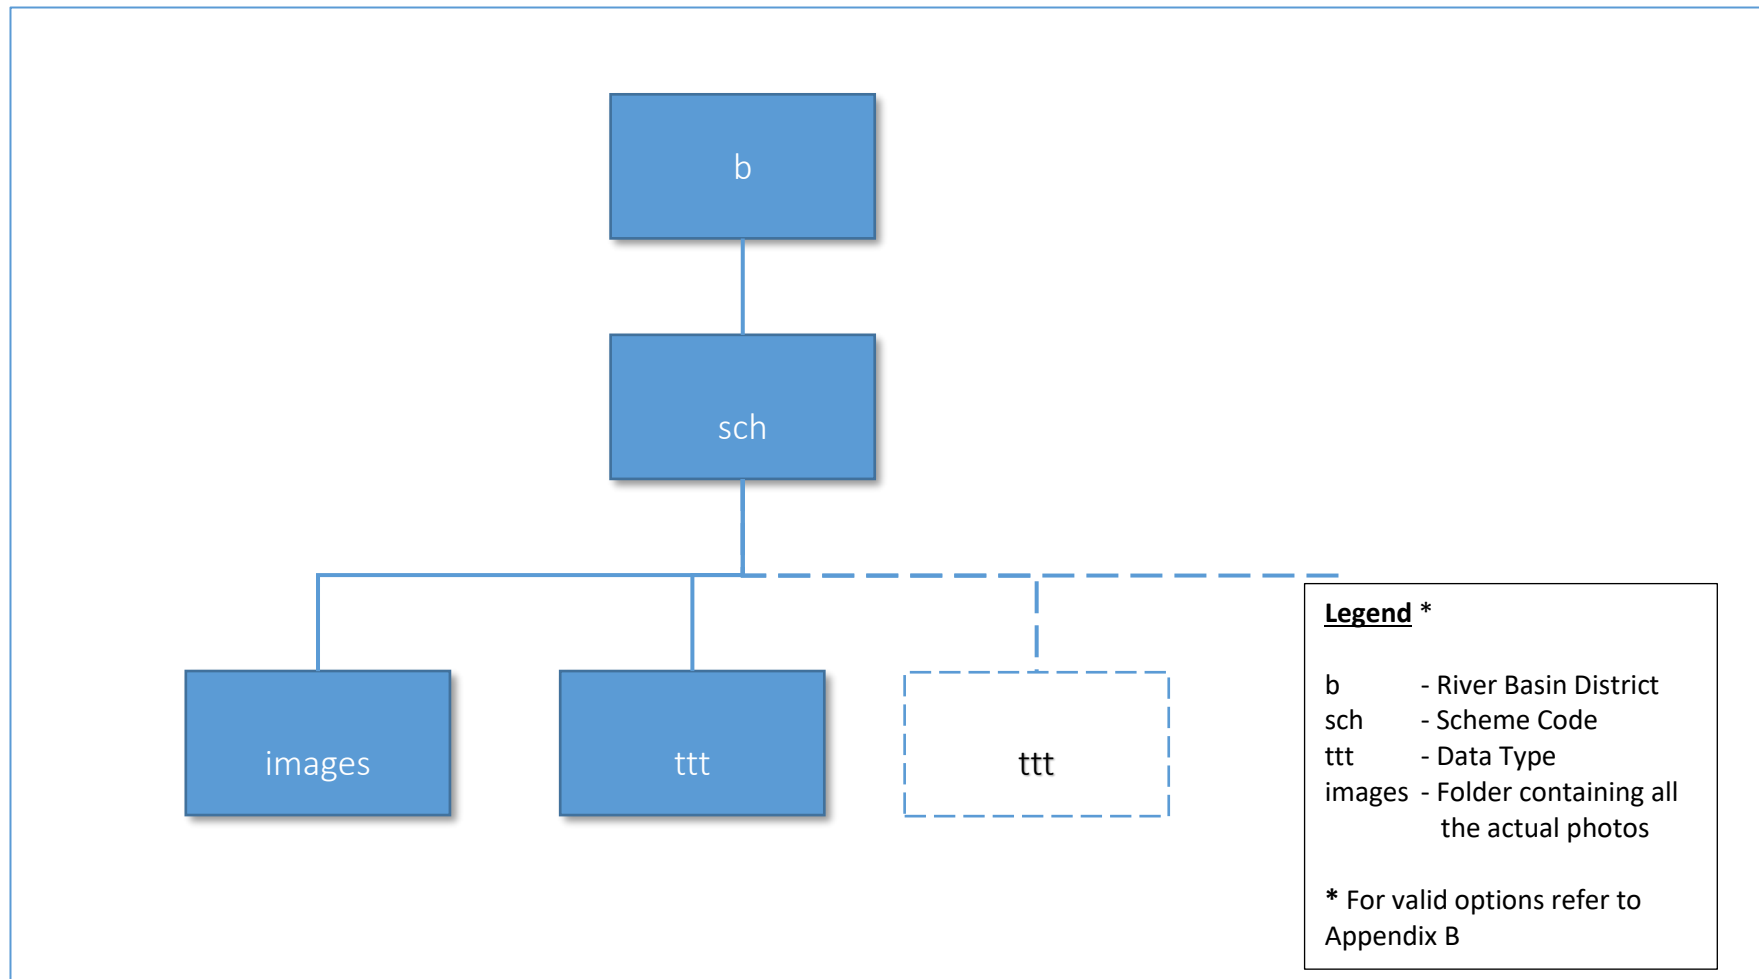 b
sch
images
ttt
ttt
Legend *
b - River Basin District
sch - Scheme Code
ttt - Data Type
images - Folder containing all
the actual photos
* For valid options refer to
Appendix B